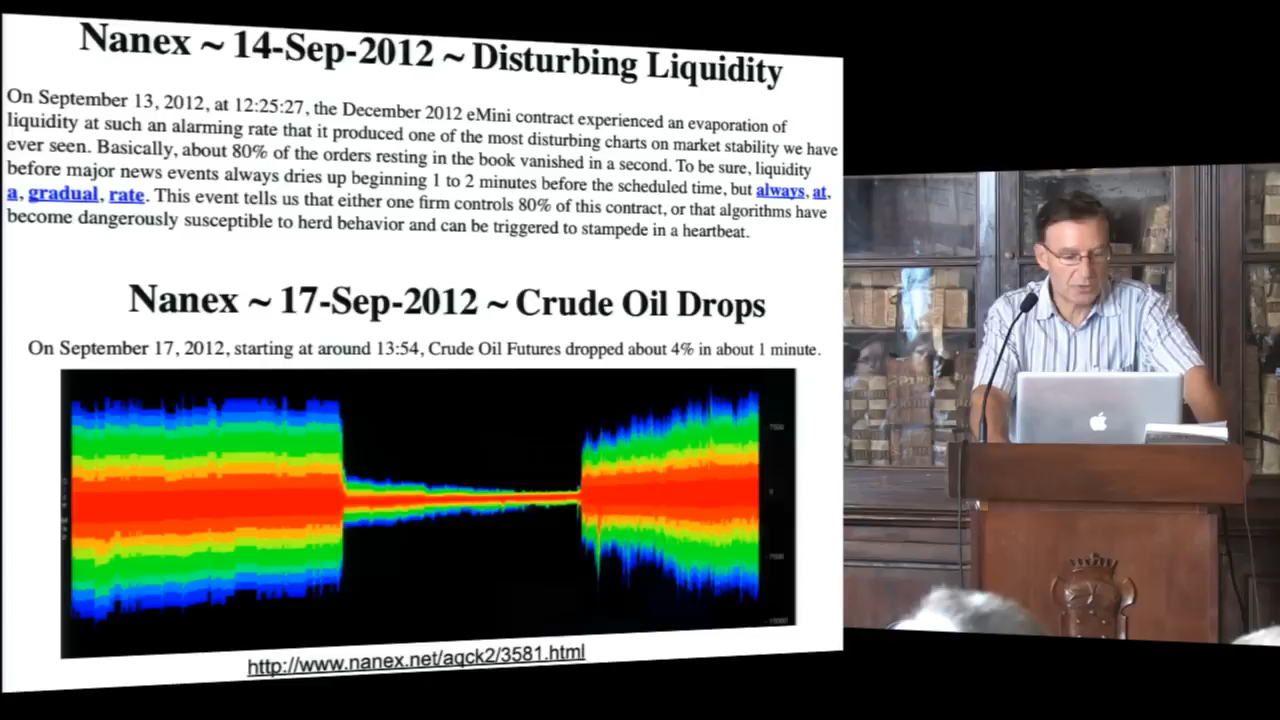 Nanex ~ 14-Sep-2012 ~ Disturbing Liquidity
On September 13, 2012, at 12:25:27, the December 2012 eMini contract experienced an evaporation of
liquidity at such an alarming rate that it produced one of the most disturbing charts on market stability we have
ever seen. Basically, about 80% of the orders resting in the book vanished in a second. To be sure, liquidity
before major news events always dries up beginning 1 to 2 minutes before the scheduled time, but always, at,
a, gradual, rate. This event tells us that either one firm controls 80% of this contract, or that algorithms have
become dangerously susceptible to herd behavior and can be triggered to stampede in a heartbeat.
Nanex ~ 17-Sep-2012 ~ Crude Oil Drops
On September 17, 2012, starting at around 13:54, Crude Oil Futures dropped about 4% in about 1 minute.
http://www.nanex.net/aqck2/3581.html